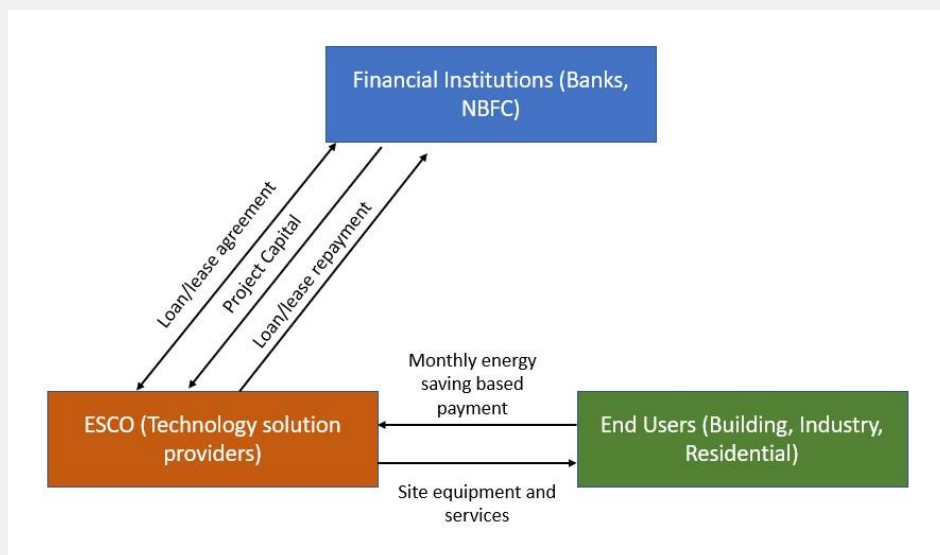 Financial Institutions (Banks,
NBFC)
Loan/lease agreement
Project Capital
Loan/lease repayment
Monthly energy
saving based
payment
ESCO (Technology solution
providers)
End Users (Building, Industry,
Residential)
Site equipment and
services